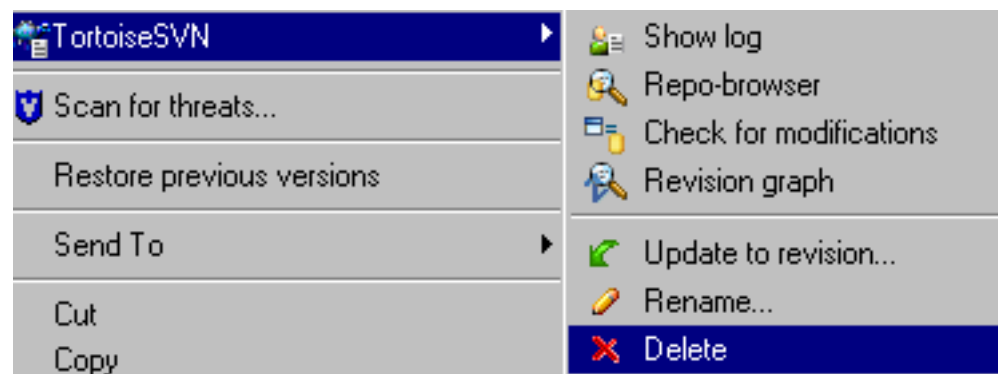 TortoiseSVN
Scan for threats...
Restore previous versions
Send To
Cut
Copy
Show log
Repo-browser
Check for modifications
Revision graph
Update to revision...
Rename...
Delete